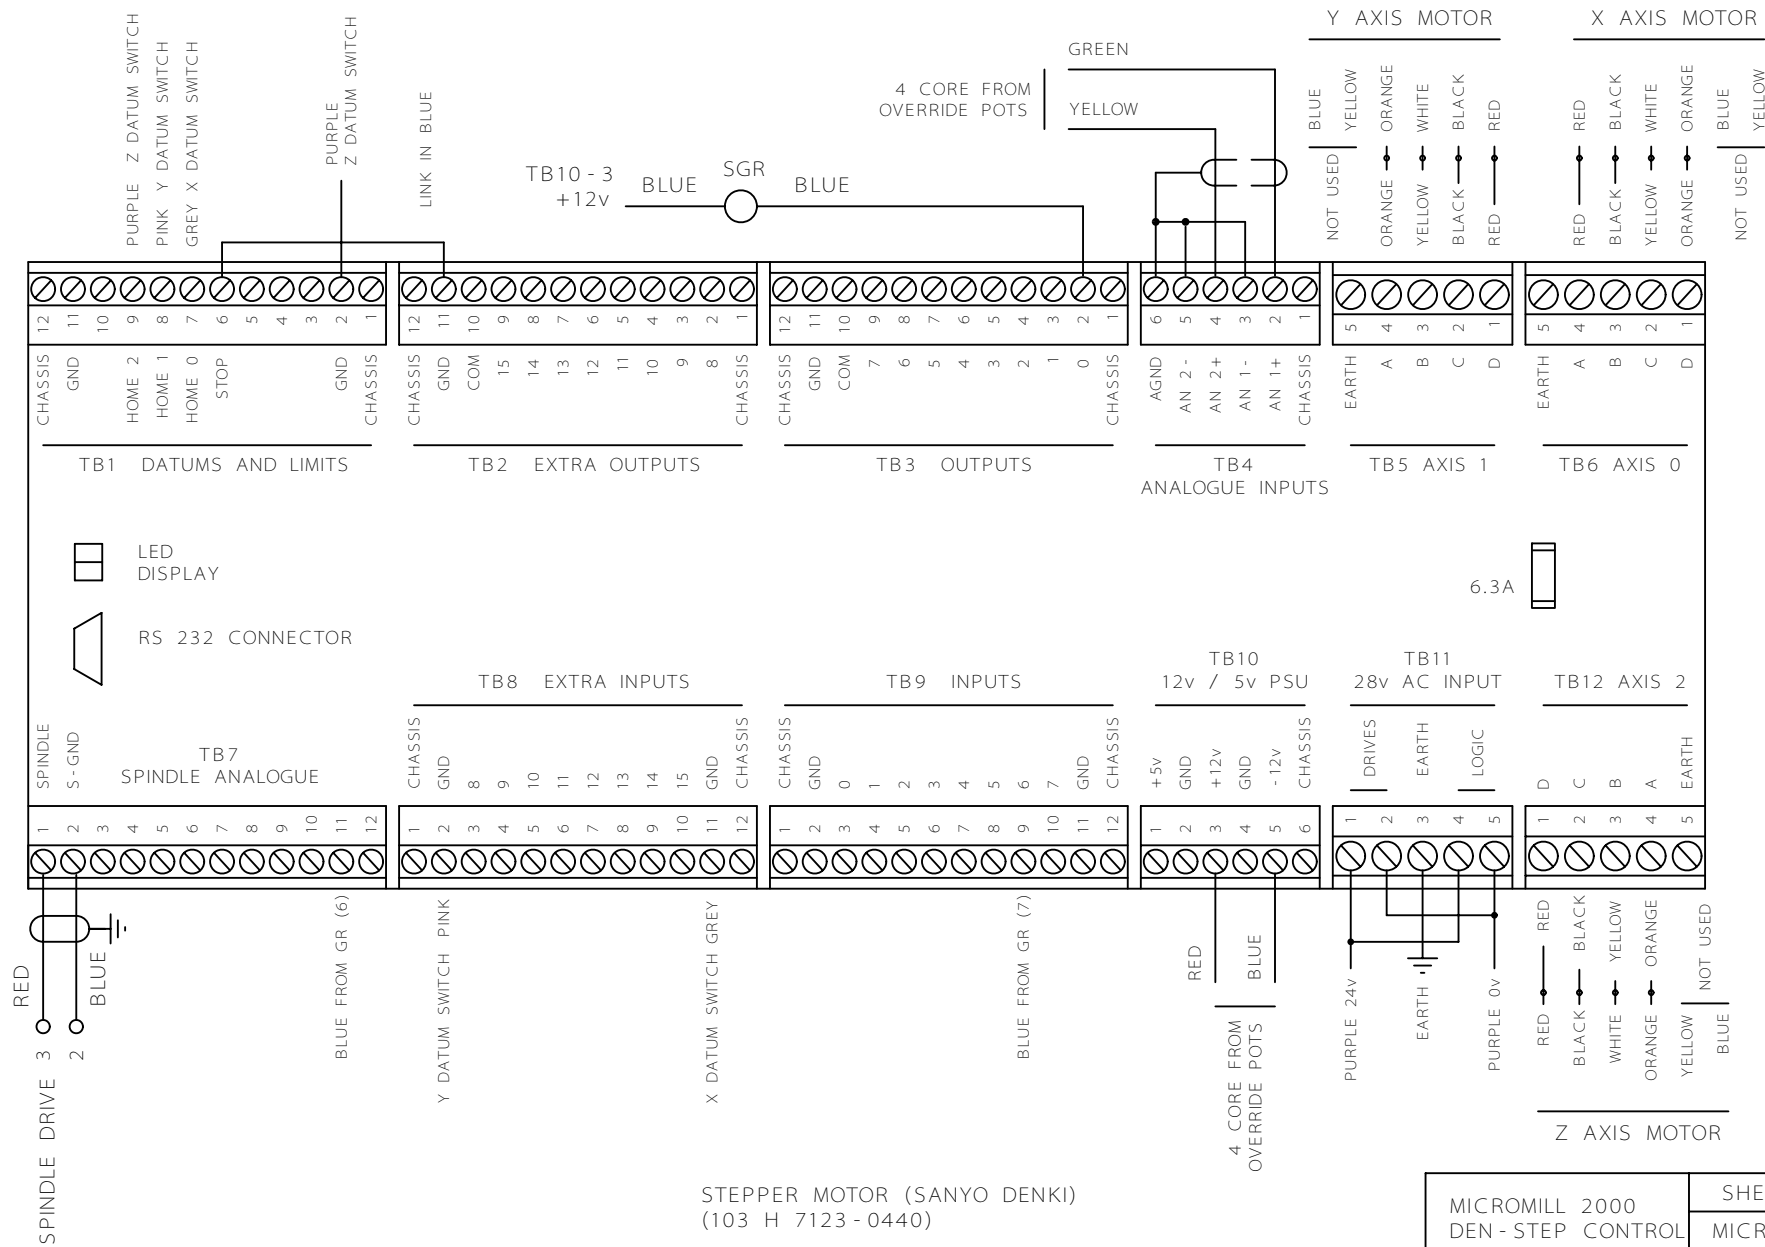 Y AXIS MOTOR
X AXIS MOTOR
PURPLE Z DATUM SWITCH
PINK Y DATUM SWITCH
GREY X DATUM SWITCH
PURPLE
Z DATUM SWITCH
LINK IN BLUE
TB10 - 3
+12v
BLUE
SGR
BLUE
4 CORE FROM
OVERRIDE POTS
GREEN
YELLOW
BLUE
YELLOW
ORANGE
WHITE
BLACK
RED
NOT USED
ORANGE
YELLOW
BLACK
RED
RED
BLACK
WHITE
ORANGE
BLUE
YELLOW
RED
BLACK
YELLOW
ORANGE
NOT USED
12 11 10 9 8 7 6 5 4 3 2 1
12 11 10 9 8 7 6 5 4 3 2 1
12 11 10 9 8 7 6 5 4 3 2 1
6 5 4 3 2 1
5 4 3 2 1
5 4 3 2 1
CHASSIS
GND
HOME 2
HOME 1
HOME 0
STOP
GND
CHASSIS
CHASSIS
GND
COM
15
14
13
12
11
10
9
8
CHASSIS
CHASSIS
GND
COM
7
6
5
4
3
2
1
0
CHASSIS
AGND
AN 2 -
AN 2+
AN 1 -
AN 1+
CHASSIS
EARTH
A
B
C
D
EARTH
A
B
C
D
TB1 DATUMS AND LIMITS
TB2 EXTRA OUTPUTS
TB3 OUTPUTS
TB4
ANALOGUE INPUTS
TB5 AXIS 1
TB6 AXIS 0
LED
DISPLAY
RS 232 CONNECTOR
6.3A
TB7
SPINDLE ANALOGUE
TB8 EXTRA INPUTS
TB9 INPUTS
TB10
12v / 5v PSU
TB11
28v AC INPUT
TB12 AXIS 2
SPINDLE
S - GND
CHASSIS
GND
8
9
10
11
12
13
14
15
GND
CHASSIS
CHASSIS
GND
0
1
2
3
4
5
6
7
GND
CHASSIS
+5v
GND
+12v
GND
- 12v
CHASSIS
DRIVES
EARTH
LOGIC
D
C
B
A
EARTH
1 2 3 4 5 6 7 8 9 10 11 12
1 2 3 4 5 6 7 8 9 10 11 12
1 2 3 4 5 6 7 8 9 10 11 12
1 2 3 4 5 6
1 2 3 4 5
1 2 3 4 5
RED
BLUE
3
2
SPINDLE DRIVE
BLUE FROM GR (6)
Y DATUM SWITCH PINK
X DATUM SWITCH GREY
BLUE FROM GR (7)
RED
BLUE
4 CORE FROM
OVERRIDE POTS
PURPLE 24v
EARTH
PURPLE 0v
RED
BLACK
YELLOW
ORANGE
NOT USED
RED
BLACK
WHITE
ORANGE
YELLOW
BLUE
Z AXIS MOTOR
STEPPER MOTOR (SANYO DENKI)
(103 H 7123 - 0440)
MICROMILL 2000
DEN - STEP CONTROL
SHE
MICR